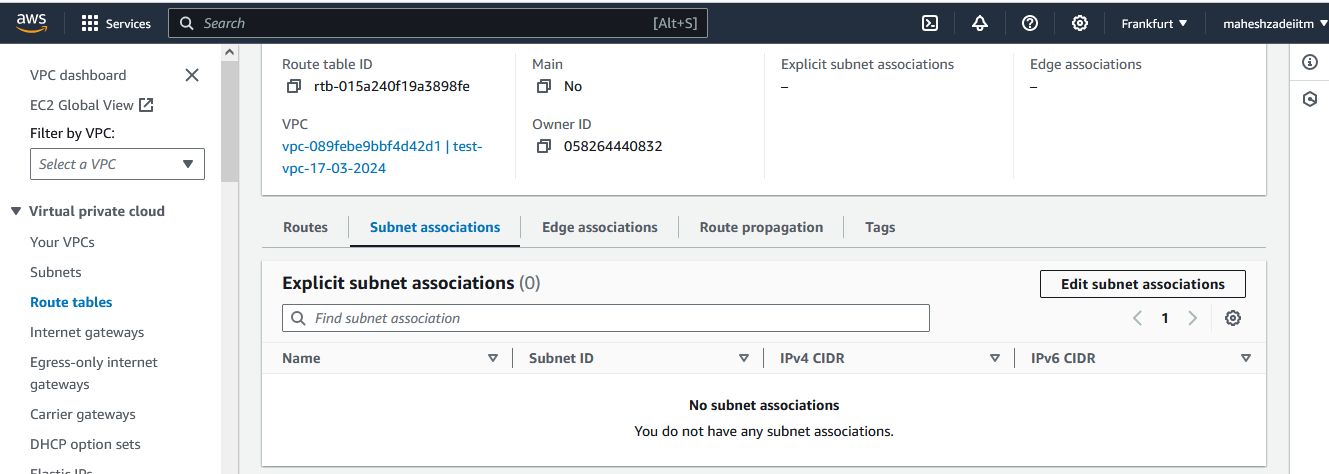 aws
Services
Search
[Alt+S]
Frankfurt
maheshzadeiitm
VPC dashboard
EC2 Global View
Filter by VPC:
Select a VPC
Virtual private cloud
Your VPCs
Subnets
Route tables
Internet gateways
Egress-only internet
gateways
Carrier gateways
DHCP option sets
Elastic IPs
Route table ID
rtb-015a240f19a3898fe
Main
No
Explicit subnet associations
–
Edge associations
–
VPC
vpc-089febe9bbf4d42d1 | test-
vpc-17-03-2024
Owner ID
058264440832
Routes
Subnet associations
Edge associations
Route propagation
Tags
Explicit subnet associations (0)
Edit subnet associations
Find subnet association
1
Name
Subnet ID
IPv4 CIDR
IPv6 CIDR
No subnet associations
You do not have any subnet associations.